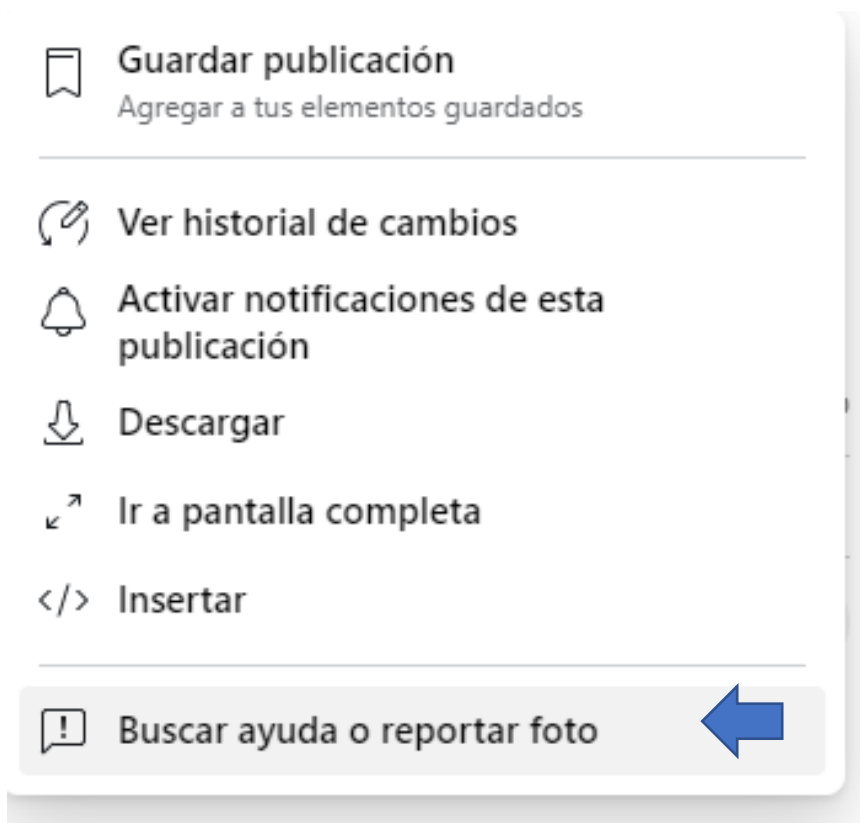 Guardar publicación
Agregar a tus elementos guardados
Ver historial de cambios
Activar notificaciones de esta
publicación
Descargar
Ir a pantalla completa
</> Insertar
Buscar ayuda o reportar foto